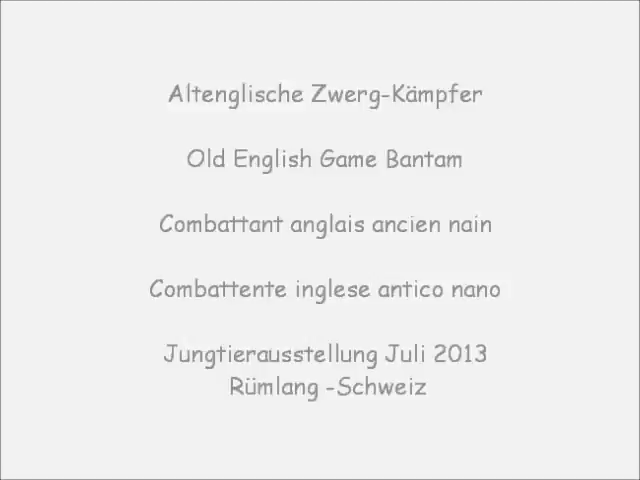 Altenglische Zwerg-Kämpfer
Old English Game Bantam
Combattant anglais ancien nain
Combattente inglese antico nano
Jungtierausstellung Juli 2013
Rümlang -Schweiz